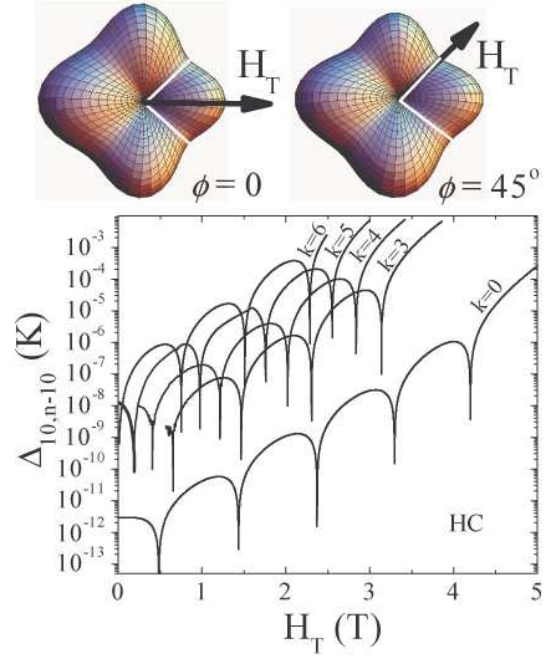 H_T
H_T
ϕ = 0
ϕ = 45°
Δ_10,n-10 (K)
10^-3
10^-4
10^-5
10^-6
10^-7
10^-8
10^-9
10^-10
10^-11
10^-12
10^-13
k=6
k=5
k=4
k=3
k=0
HC
0 1 2 3 4 5
H_T (T)